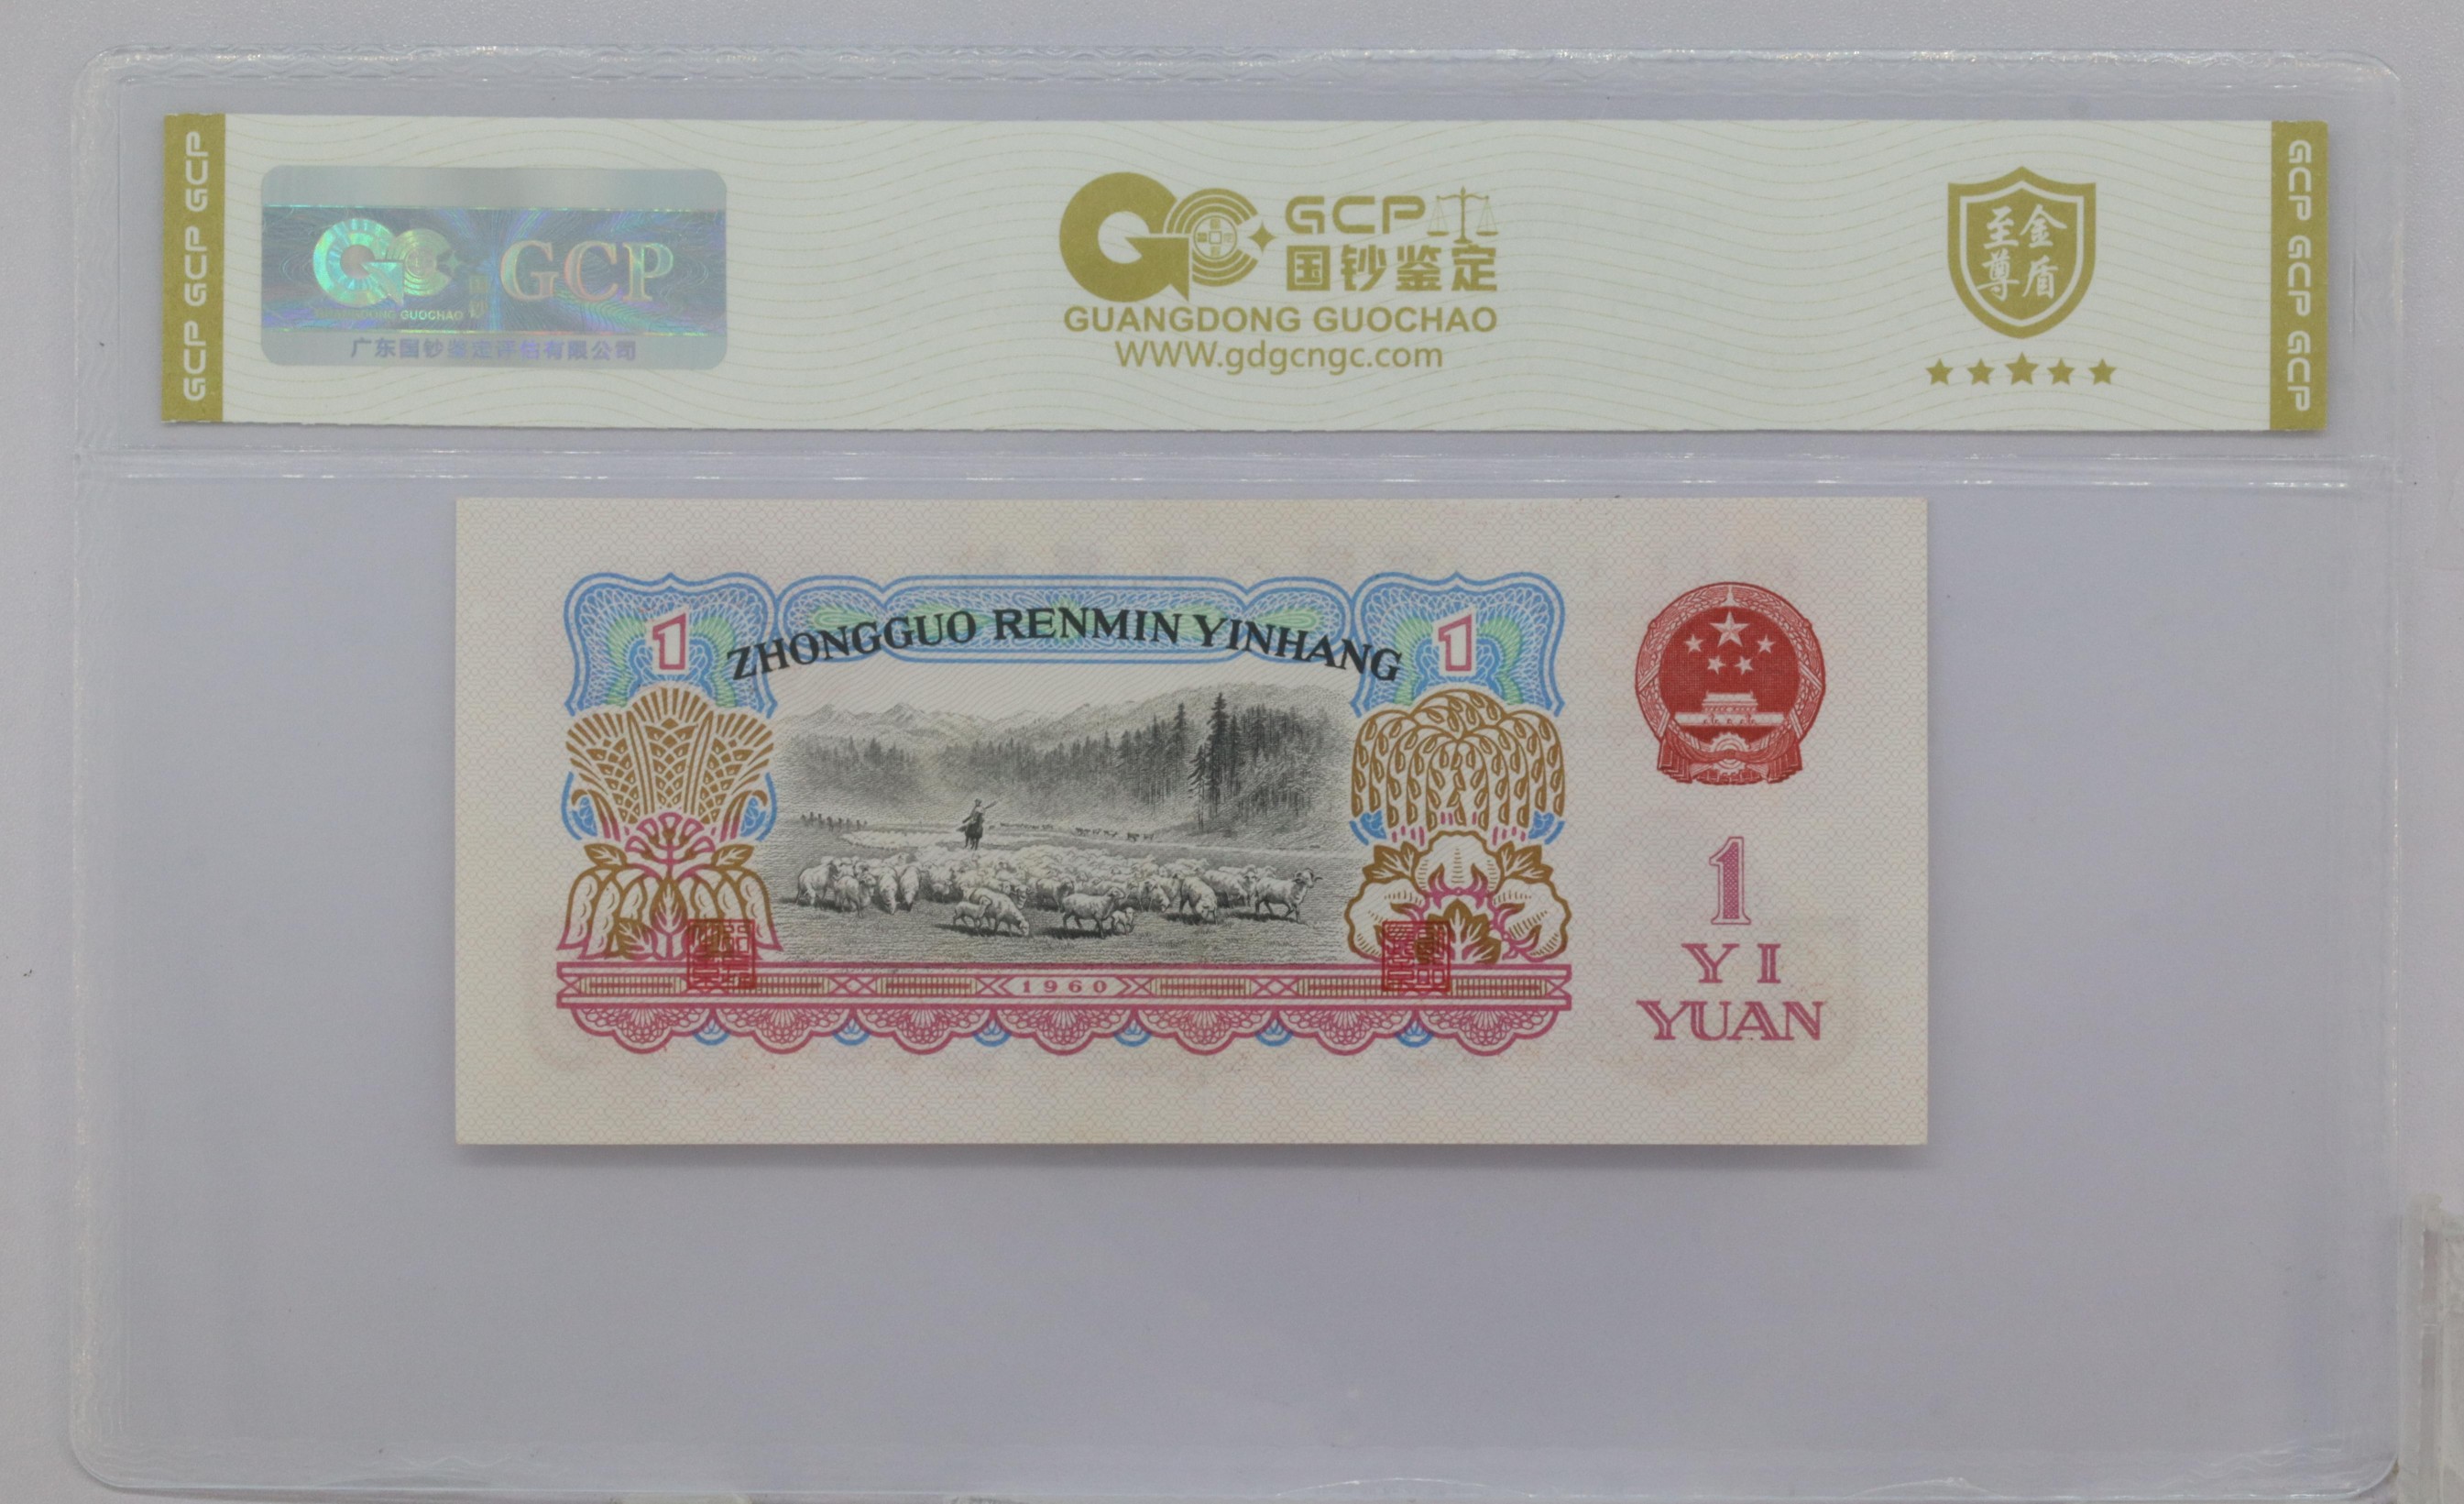 GCP GCP GCP
GUANGDONG GUOCHAO
国钞
GCP
广东国钞鉴定评估有限公司
GCP
国钞鉴定
GUANGDONG GUOCHAO
WWW.gdgcngc.com
至金
尊盾
GCP GCP GCP
1
ZHONGGUO RENMIN YINHANG
1
1960
1
YI
YUAN